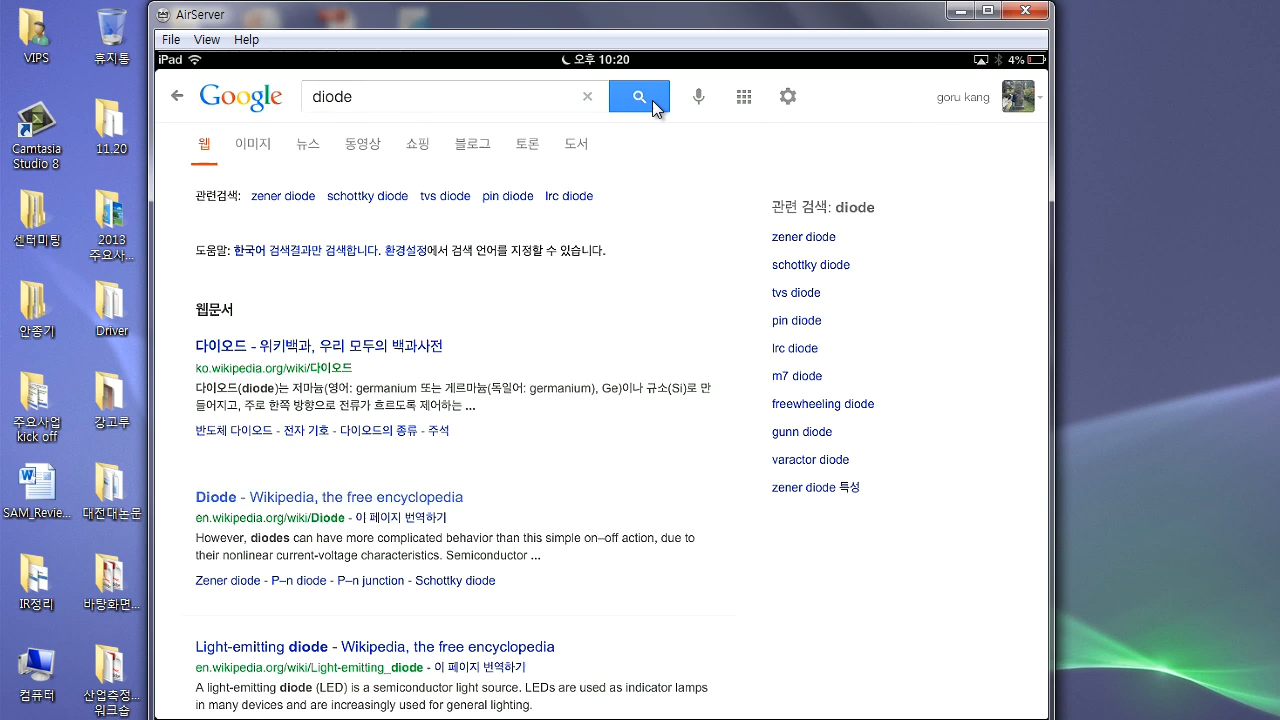 AirServer
File View Help
iPad 오후 10:20 4%
Google diode goru kang
웹 이미지 뉴스 동영상 쇼핑 블로그 토론 도서
관련검색: zener diode schottky diode tvs diode pin diode lrc diode
도움말: 한국어 검색결과만 검색합니다. 환경설정에서 검색 언어를 지정할 수 있습니다.
웹문서
다이오드 - 위키백과, 우리 모두의 백과사전
ko.wikipedia.org/wiki/다이오드
다이오드(diode)는 저마늄(영어: germanium 또는 게르마늄(독일어: germanium), Ge)이나 규소(Si)로 만
들어지고, 주로 한쪽 방향으로 전류가 흐르도록 제어하는 ...
반도체 다이오드 - 전자 기호 - 다이오드의 종류 - 주석
Diode - Wikipedia, the free encyclopedia
en.wikipedia.org/wiki/Diode - 이 페이지 번역하기
However, diodes can have more complicated behavior than this simple on–off action, due to
their nonlinear current-voltage characteristics. Semiconductor ...
Zener diode - P–n diode - P–n junction - Schottky diode
Light-emitting diode - Wikipedia, the free encyclopedia
en.wikipedia.org/wiki/Light-emitting_diode - 이 페이지 번역하기
A light-emitting diode (LED) is a semiconductor light source. LEDs are used as indicator lamps
in many devices and are increasingly used for general lighting.
관련 검색: diode
zener diode
schottky diode
tvs diode
pin diode
lrc diode
m7 diode
freewheeling diode
gunn diode
varactor diode
zener diode 특성
VIPS
휴지통
Camtasia
Studio 8
11.20
센터미팅
2013
주요사...
안종기
Driver
주요사업
kick off
강고루
SAM_Revie...
대전대논문
IR정리
바탕화면...
컴퓨터
산업측정...
워크숍